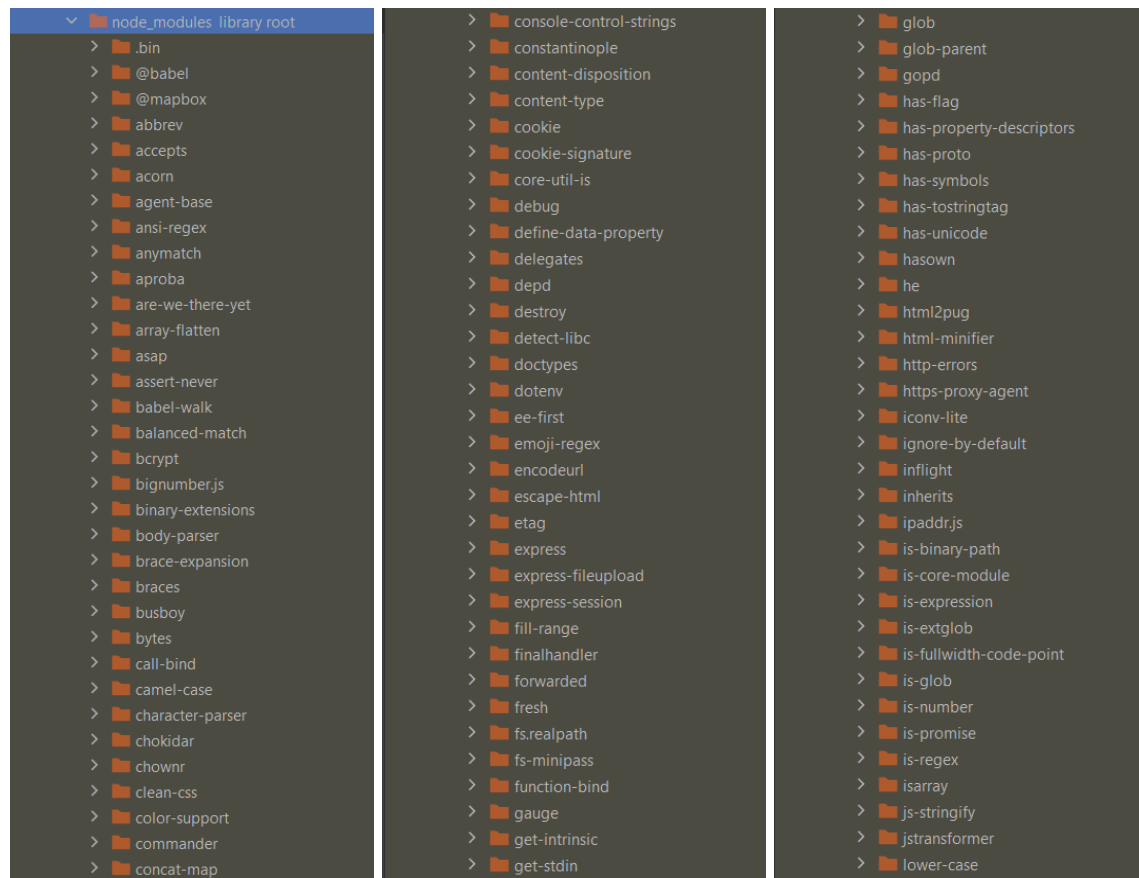 node_modules library root
.bin
@babel
@mapbox
abbrev
accepts
acorn
agent-base
ansi-regex
anymatch
aproba
are-we-there-yet
array-flatten
asap
assert-never
babel-walk
balanced-match
bcrypt
bignumber.js
binary-extensions
body-parser
brace-expansion
braces
busboy
bytes
call-bind
camel-case
character-parser
chokidar
chownr
clean-css
color-support
commander
concat-map
console-control-strings
constantinople
content-disposition
content-type
cookie
cookie-signature
core-util-is
debug
define-data-property
delegates
depd
destroy
detect-libc
doctypes
dotenv
ee-first
emoji-regex
encodeurl
escape-html
etag
express
express-fileupload
express-session
fill-range
finalhandler
forwarded
fresh
fs.realpath
fs-minipass
function-bind
gauge
get-intrinsic
get-stdin
glob
glob-parent
gopd
has-flag
has-property-descriptors
has-proto
has-symbols
has-tostringtag
has-unicode
hasown
he
html2pug
html-minifier
http-errors
https-proxy-agent
iconv-lite
ignore-by-default
inflight
inherits
ipaddr.js
is-binary-path
is-core-module
is-expression
is-extglob
is-fullwidth-code-point
is-glob
is-number
is-promise
is-regex
isarray
js-stringify
jstransformer
lower-case